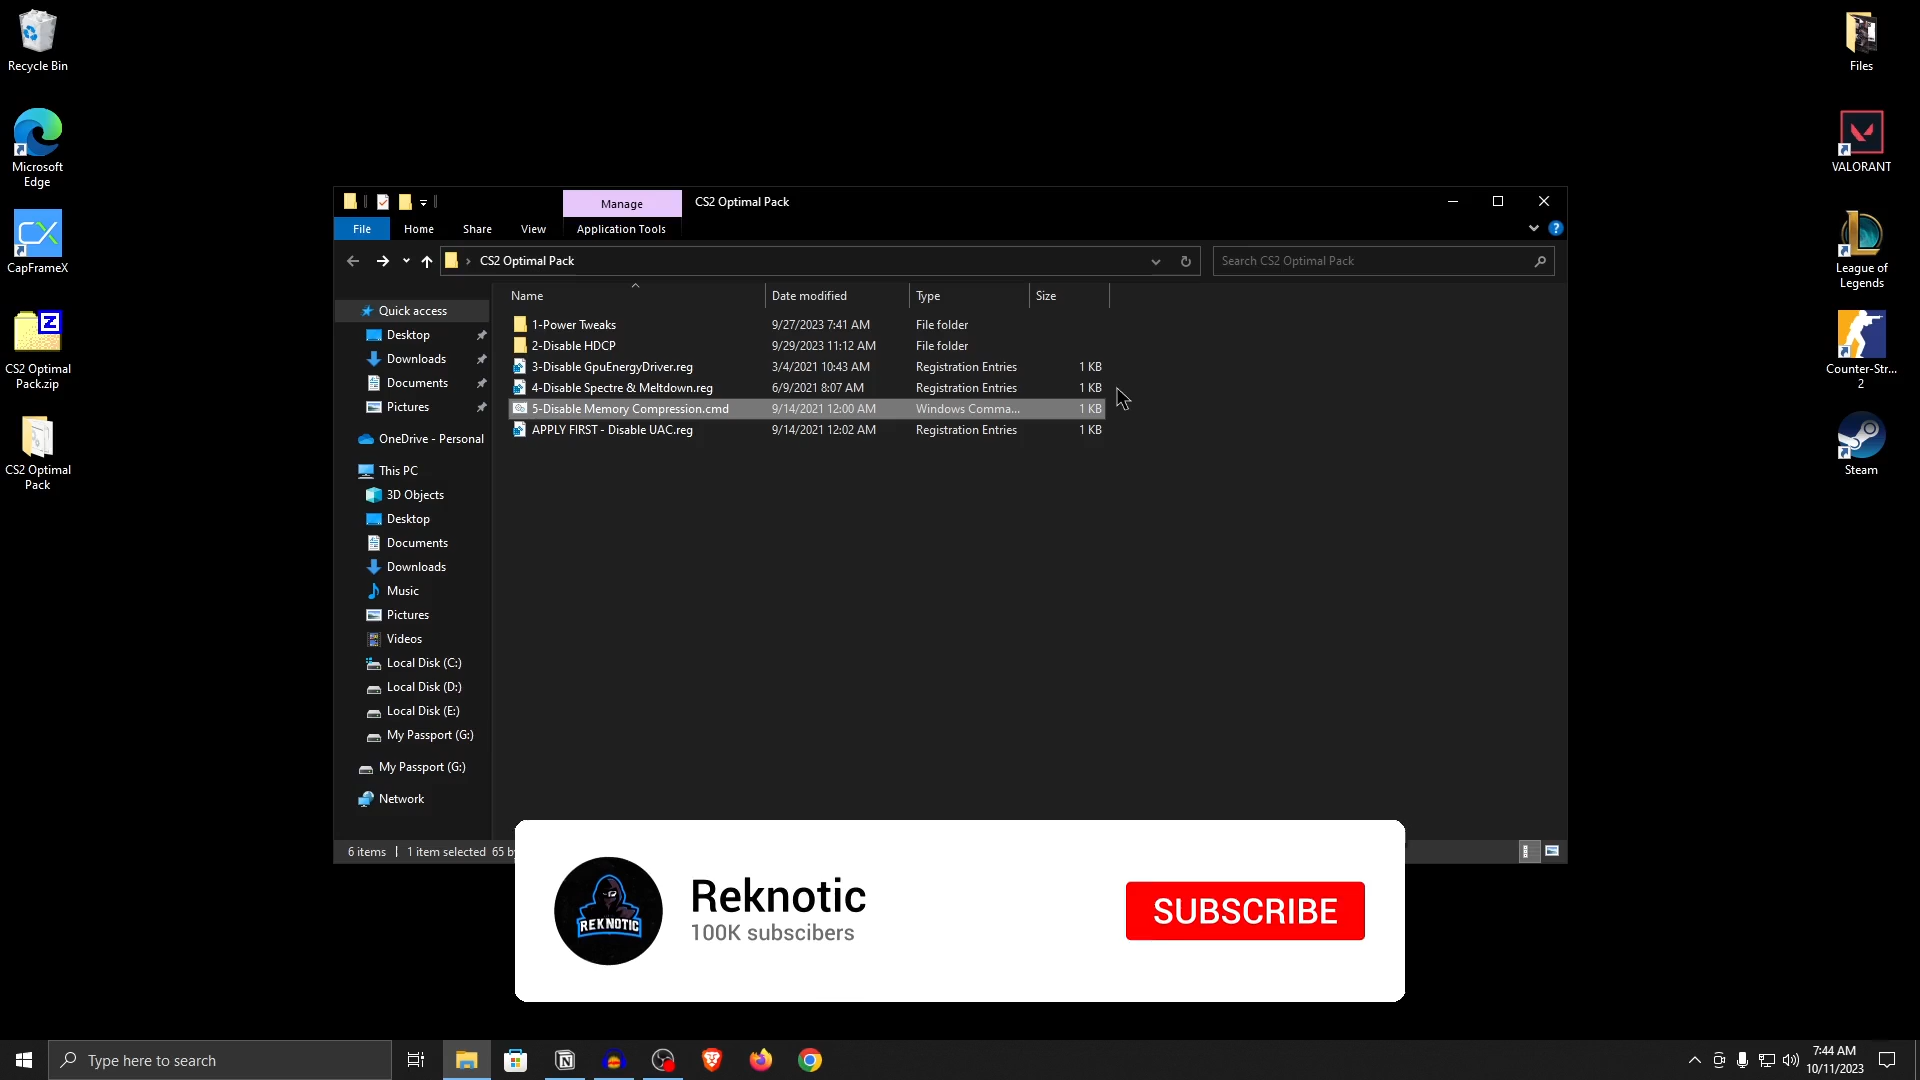 Recycle Bin
Microsoft
Edge
CapFrameX
CS2 Optimal
Pack.zip
CS2 Optimal
Pack
Files
VALORANT
League of
Legends
Counter-Str...
2
Steam
Manage
CS2 Optimal Pack
File
Home
Share
View
Application Tools
CS2 Optimal Pack
Search CS2 Optimal Pack
Name
Date modified
Type
Size
1-Power Tweaks 9/27/2023 7:41 AM File folder
2-Disable HDCP 9/29/2023 11:12 AM File folder
3-Disable GpuEnergyDriver.reg 3/4/2021 10:43 AM Registration Entries 1 KB
4-Disable Spectre & Meltdown.reg 6/9/2021 8:07 AM Registration Entries 1 KB
5-Disable Memory Compression.cmd 9/14/2021 12:00 AM Windows Comma... 1 KB
APPLY FIRST - Disable UAC.reg 9/14/2021 12:02 AM Registration Entries 1 KB
Quick access
Desktop
Downloads
Documents
Pictures
OneDrive - Personal
This PC
3D Objects
Desktop
Documents
Downloads
Music
Pictures
Videos
Local Disk (C:)
Local Disk (D:)
Local Disk (E:)
My Passport (G:)
My Passport (G:)
Network
6 items
1 item selected 65 b
REKNOTIC
Reknotic
100K subscibers
SUBSCRIBE
Type here to search
7:44 AM
10/11/2023